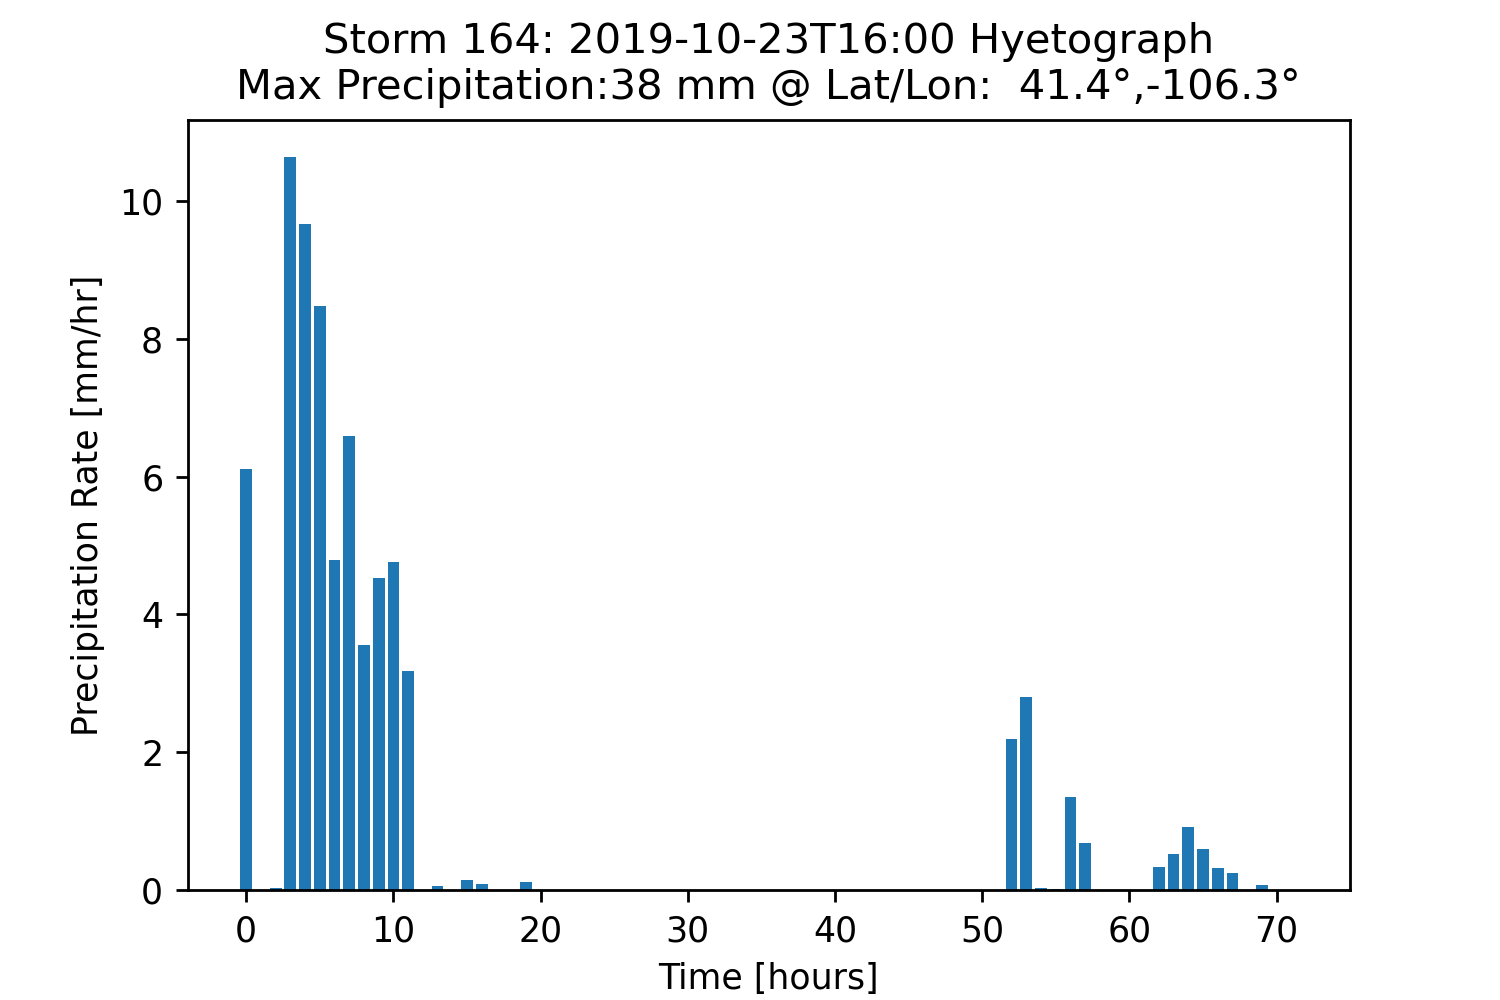 Storm 164: 2019-10-23T16:00 Hyetograph
Max Precipitation:38 mm @ Lat/Lon:  41.4°,-106.3°
Precipitation Rate [mm/hr]
10
8
6
4
2
0
0 10 20 30 40 50 60 70
Time [hours]